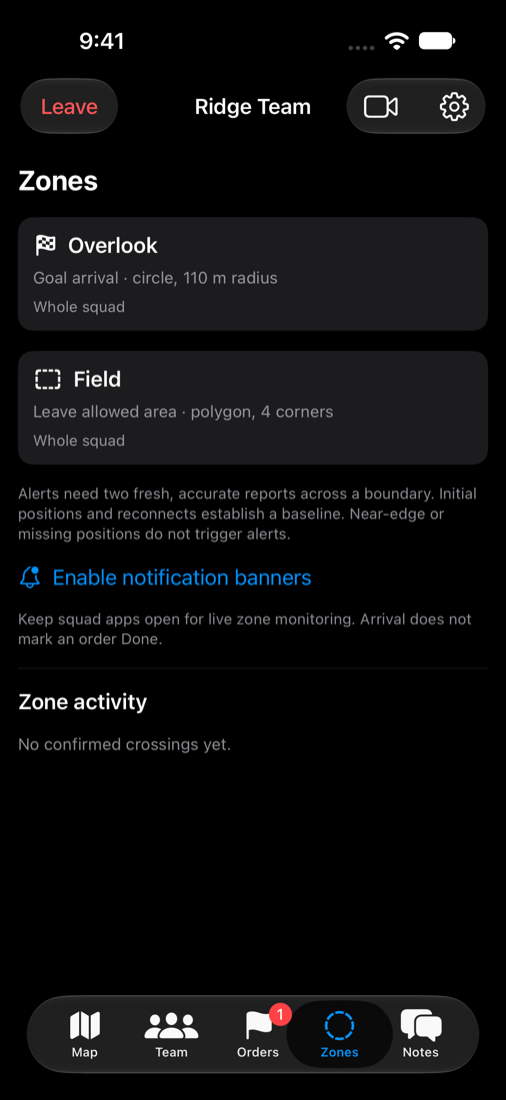 9:41
Leave
Ridge Team
Zones
Overlook
Goal arrival · circle, 110 m radius
Whole squad
Field
Leave allowed area · polygon, 4 corners
Whole squad
Alerts need two fresh, accurate reports across a boundary. Initial
positions and reconnects establish a baseline. Near-edge or
missing positions do not trigger alerts.
Enable notification banners
Keep squad apps open for live zone monitoring. Arrival does not
mark an order Done.
Zone activity
No confirmed crossings yet.
1
Map
Team
Orders
Zones
Notes